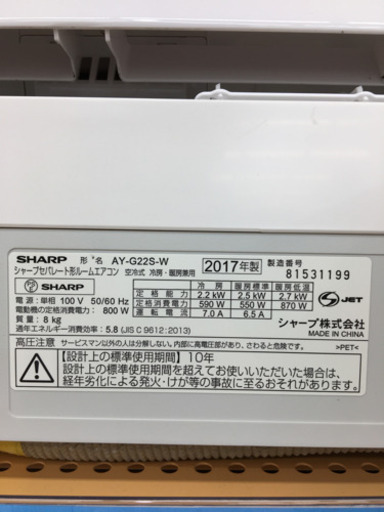 SHARP 形名 AY-G22S-W
シャープセパレート形ルームエアコン 空冷式 冷房・暖房兼用
2017年製
製造番号
81531199
SHARP
電源：単相 100 V 50/60 Hz
電動機の定格消費電力： 800 W
質量：8 kg
通年エネルギー消費効率： 5.8 (JIS C 9612:2013)
冷房 暖房標準 暖房低温
定格能力 2.2 kW 2.5 kW 2.7 kW
定格消費電力 590 W 550 W 870 W
運転電流 7.0 A 6.5 A
S JET
シャープ株式会社
MADE IN CHINA
高圧注意 サービスマン以外の人は分解しない。内部に高電圧部があり、さわると危険です。
>PET<
【設計上の標準使用期間】10年
設計上の標準使用期間を超えてお使いいただいた場合は、
経年劣化による発火・けが等の事故に至るおそれがあります。